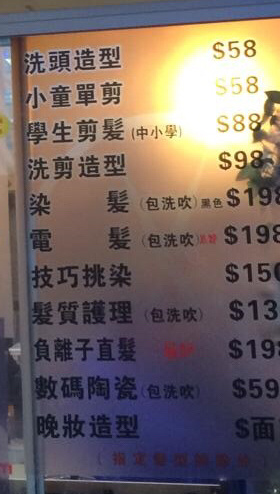 洗頭造型 $58
小童單剪 $58
學生剪髮(中小學) $88
洗剪造型 $98
染 髮(包洗吹)黑色 $198
電 髮(包洗吹) $198
技巧挑染 $150
髮質護理(包洗吹) $13
負離子直髮 $19
數碼陶瓷(包洗吹) $59
晚妝造型 $面